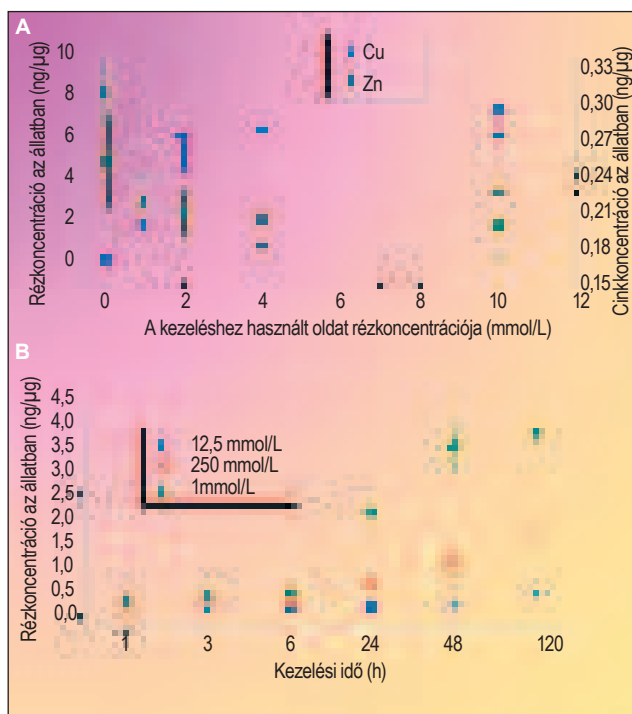 A
Rézkoncentráció az állatban (ng/µg)
10
8
6
4
2
0
Cu
Zn
0,33
0,30
0,27
0,24
0,21
0,18
0,15
Cinkkoncentráció az állatban (ng/µg)
0 2 4 6 8 10 12
A kezeléshez használt oldat rézkoncentrációja (mmol/L)
B
Rézkoncentráció az állatban (ng/µg)
4,5
4,0
3,5
3,0
2,5
2,0
1,5
1,0
0,5
0,0
12,5 mmol/L
250 mmol/L
1mmol/L
1 3 6 24 48 120
Kezelési idő (h)